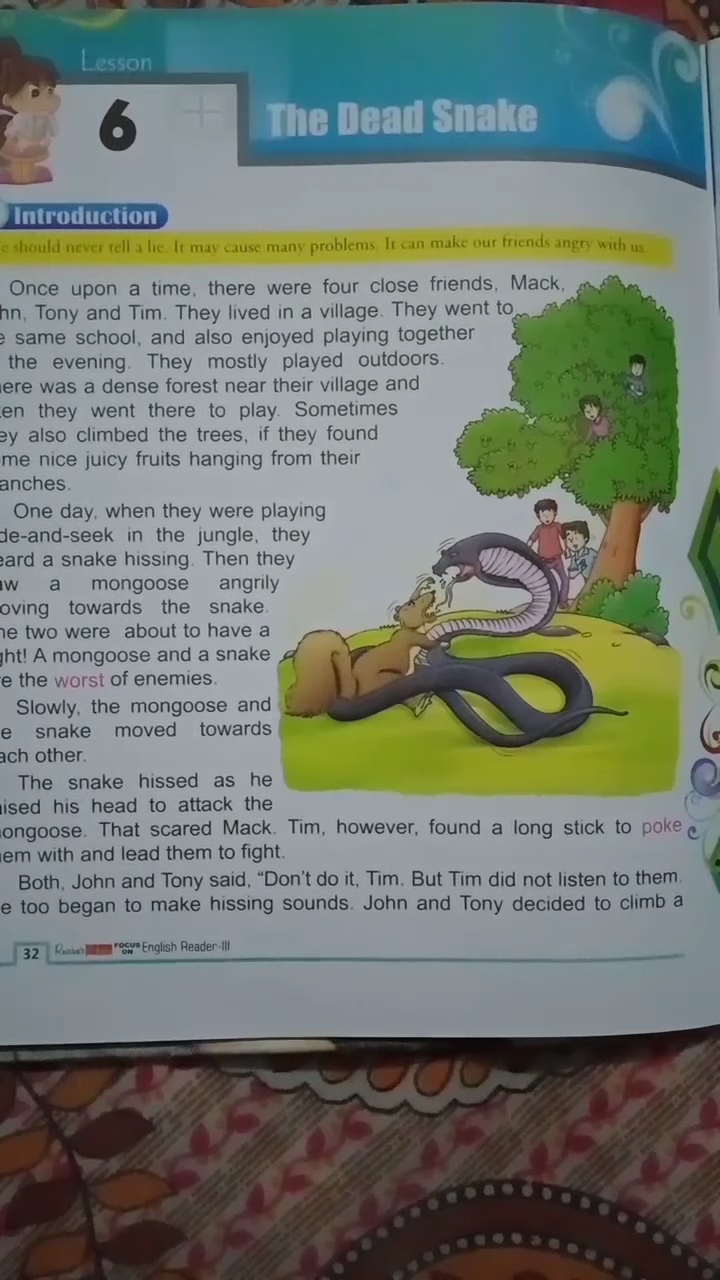 Lesson
6
The Dead Snake
Introduction
e should never tell a lie. It may cause many problems. It can make our friends angry with us.
Once upon a time, there were four close friends, Mack,
hn, Tony and Tim. They lived in a village. They went to
e same school, and also enjoyed playing together
the evening. They mostly played outdoors.
ere was a dense forest near their village and
en they went there to play. Sometimes
ey also climbed the trees, if they found
me nice juicy fruits hanging from their
anches.
One day, when they were playing
de-and-seek in the jungle, they
eard a snake hissing. Then they
w a mongoose angrily
oving towards the snake.
he two were about to have a
ght! A mongoose and a snake
re the worst of enemies.
Slowly, the mongoose and
e snake moved towards
ach other.
The snake hissed as he
ised his head to attack the
ongoose. That scared Mack. Tim, however, found a long stick to poke
em with and lead them to fight.
Both, John and Tony said, “Don't do it, Tim. But Tim did not listen to them.
e too began to make hissing sounds. John and Tony decided to climb a
32 FOCUS ON English Reader-III